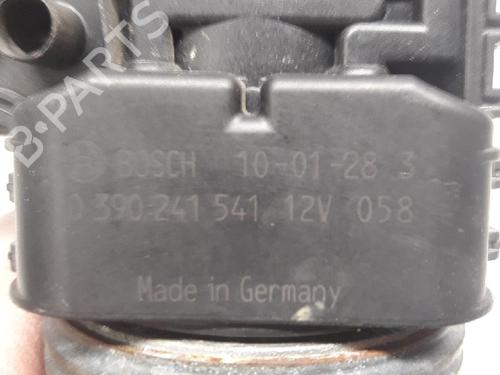 B-PARTS
BOSCH 10-01-28 3
0 390 241 541 12V 058
Made in Germany